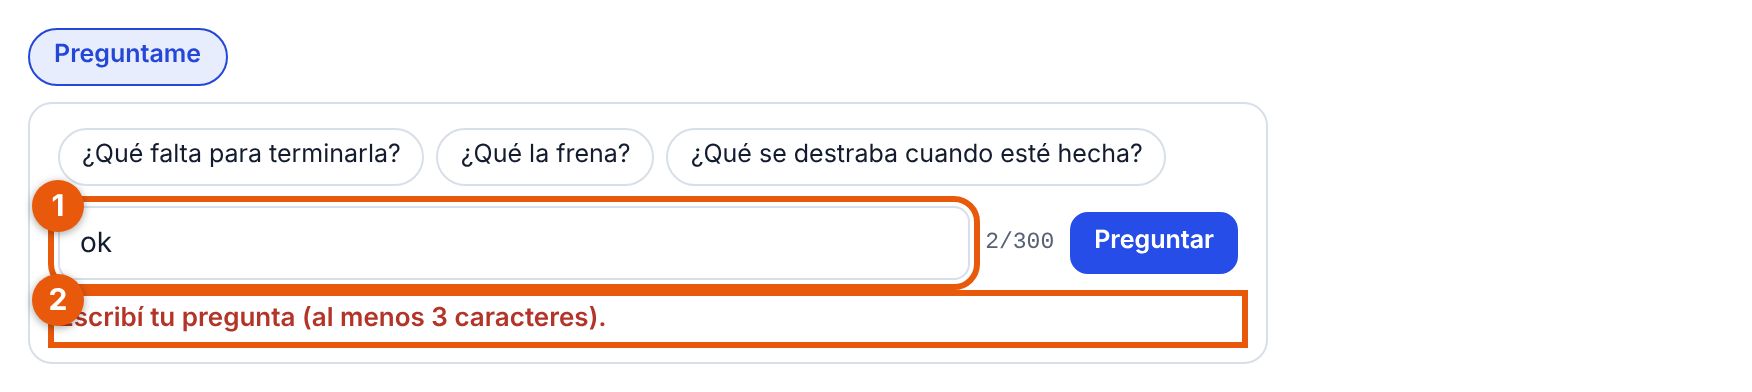 Preguntame
¿Qué falta para terminarla? ¿Qué la frena? ¿Qué se destraba cuando esté hecha?
1
ok 2/300 Preguntar
2
Escribí tu pregunta (al menos 3 caracteres).